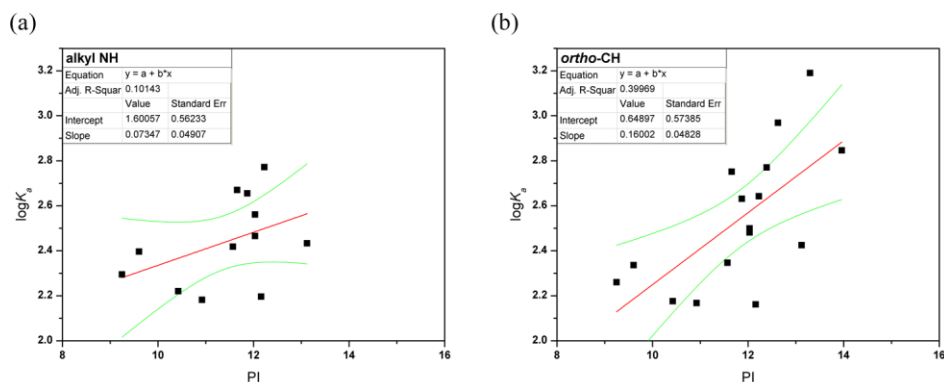 (a)
(b)
alkyl NH
Equation y = a + b*x
Adj. R-Squar 0.10143
Value Standard Err
Intercept 1.60057 0.56233
Slope 0.07347 0.04907
3.2
3.0
2.8
2.6
2.4
2.2
2.0
logKa
8 10 12 14 16
PI
ortho-CH
Equation y = a + b*x
Adj. R-Squar 0.39969
Value Standard Err
Intercept 0.64897 0.57385
Slope 0.16002 0.04828
3.2
3.0
2.8
2.6
2.4
2.2
2.0
logKa
8 10 12 14 16
PI